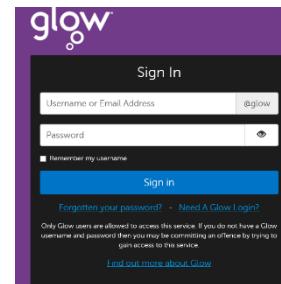 glow
Sign In
Username or Email Address @glow
Password
Remember my username
Sign in
Forgotten your password? - Need A Glow Login?
Only Glow users are allowed to access this service. If you do not have a Glow
username and password then you may be committing an offence by trying to
gain access to this service.
Find out more about Glow